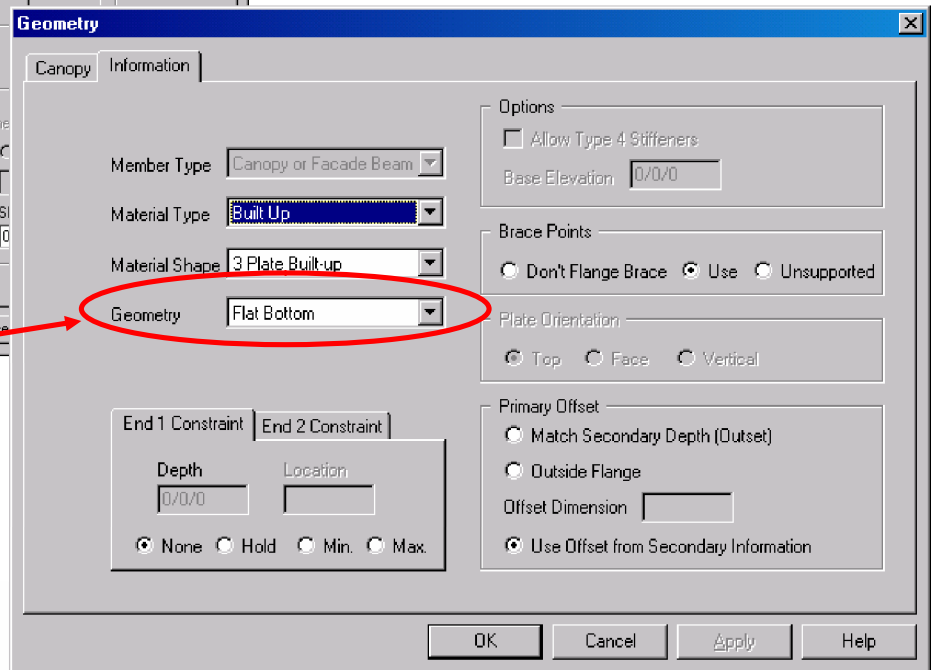 Geometry
Canopy
Information
Member Type
Canopy or Facade Beam
Material Type
Built Up
Material Shape
3 Plate Built-up
Geometry
Flat Bottom
End 1 Constraint
End 2 Constraint
Depth
Location
0/0/0
None
Hold
Min.
Max.
Options
Allow Type 4 Stiffeners
Base Elevation
0/0/0
Brace Points
Don't Flange Brace
Use
Unsupported
Plate Orientation
Top
Face
Vertical
Primary Offset
Match Secondary Depth (Outset)
Outside Flange
Offset Dimension
Use Offset from Secondary Information
OK
Cancel
Apply
Help